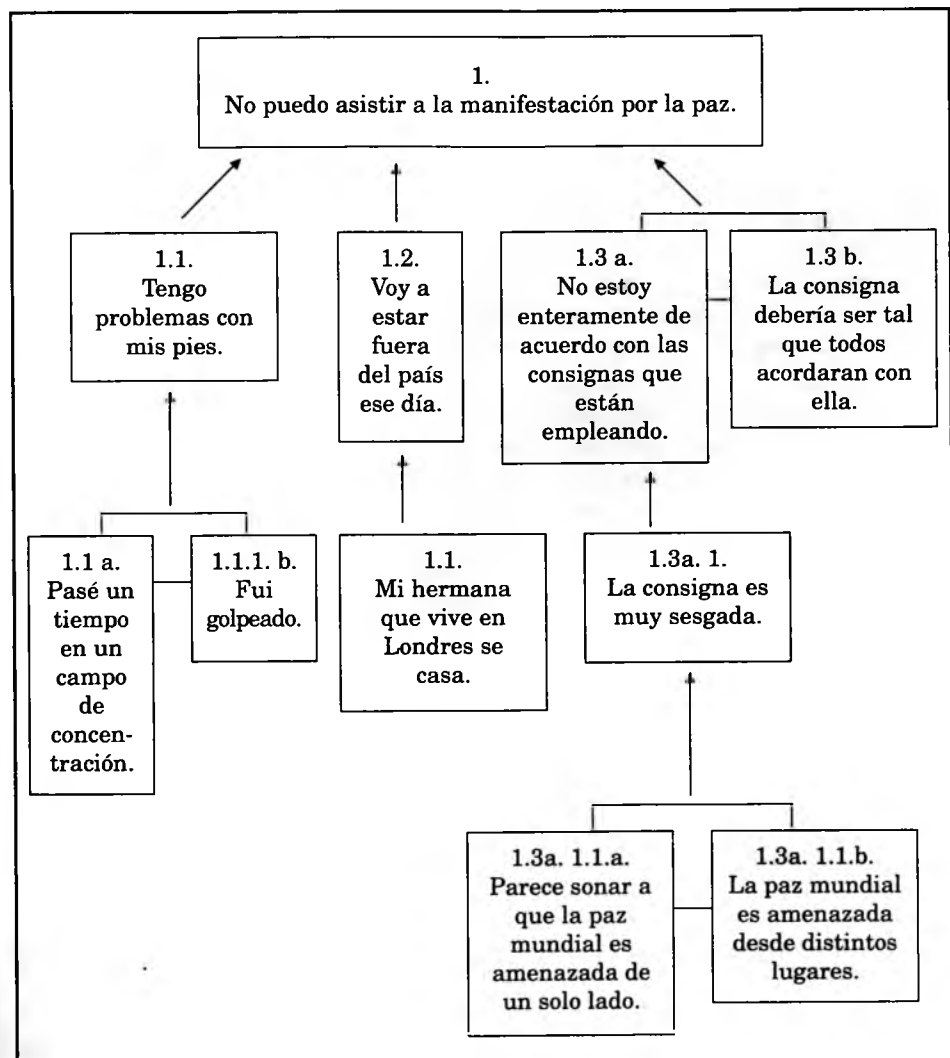 1.
No puedo asistir a la manifestación por la paz.
1.1.
Tengo
problemas con
mis pies.
1.2.
Voy a
estar
fuera
del país
ese día.
1.3 a.
No estoy
enteramente de
acuerdo con las
consignas que
están
empleando.
1.3 b.
La consigna
debería ser tal
que todos
acordaran con
ella.
1.1 a.
Pasé un
tiempo
en un
campo
de
concen-
tración.
1.1.1. b.
Fui
golpeado.
1.1.
Mi hermana
que vive en
Londres se
casa.
1.3a. 1.
La consigna es
muy sesgada.
1.3a. 1.1.a.
Parece sonar a
que la paz
mundial es
amenazada de
un solo lado.
1.3a. 1.1.b.
La paz mundial
es amenazada
desde distintos
lugares.